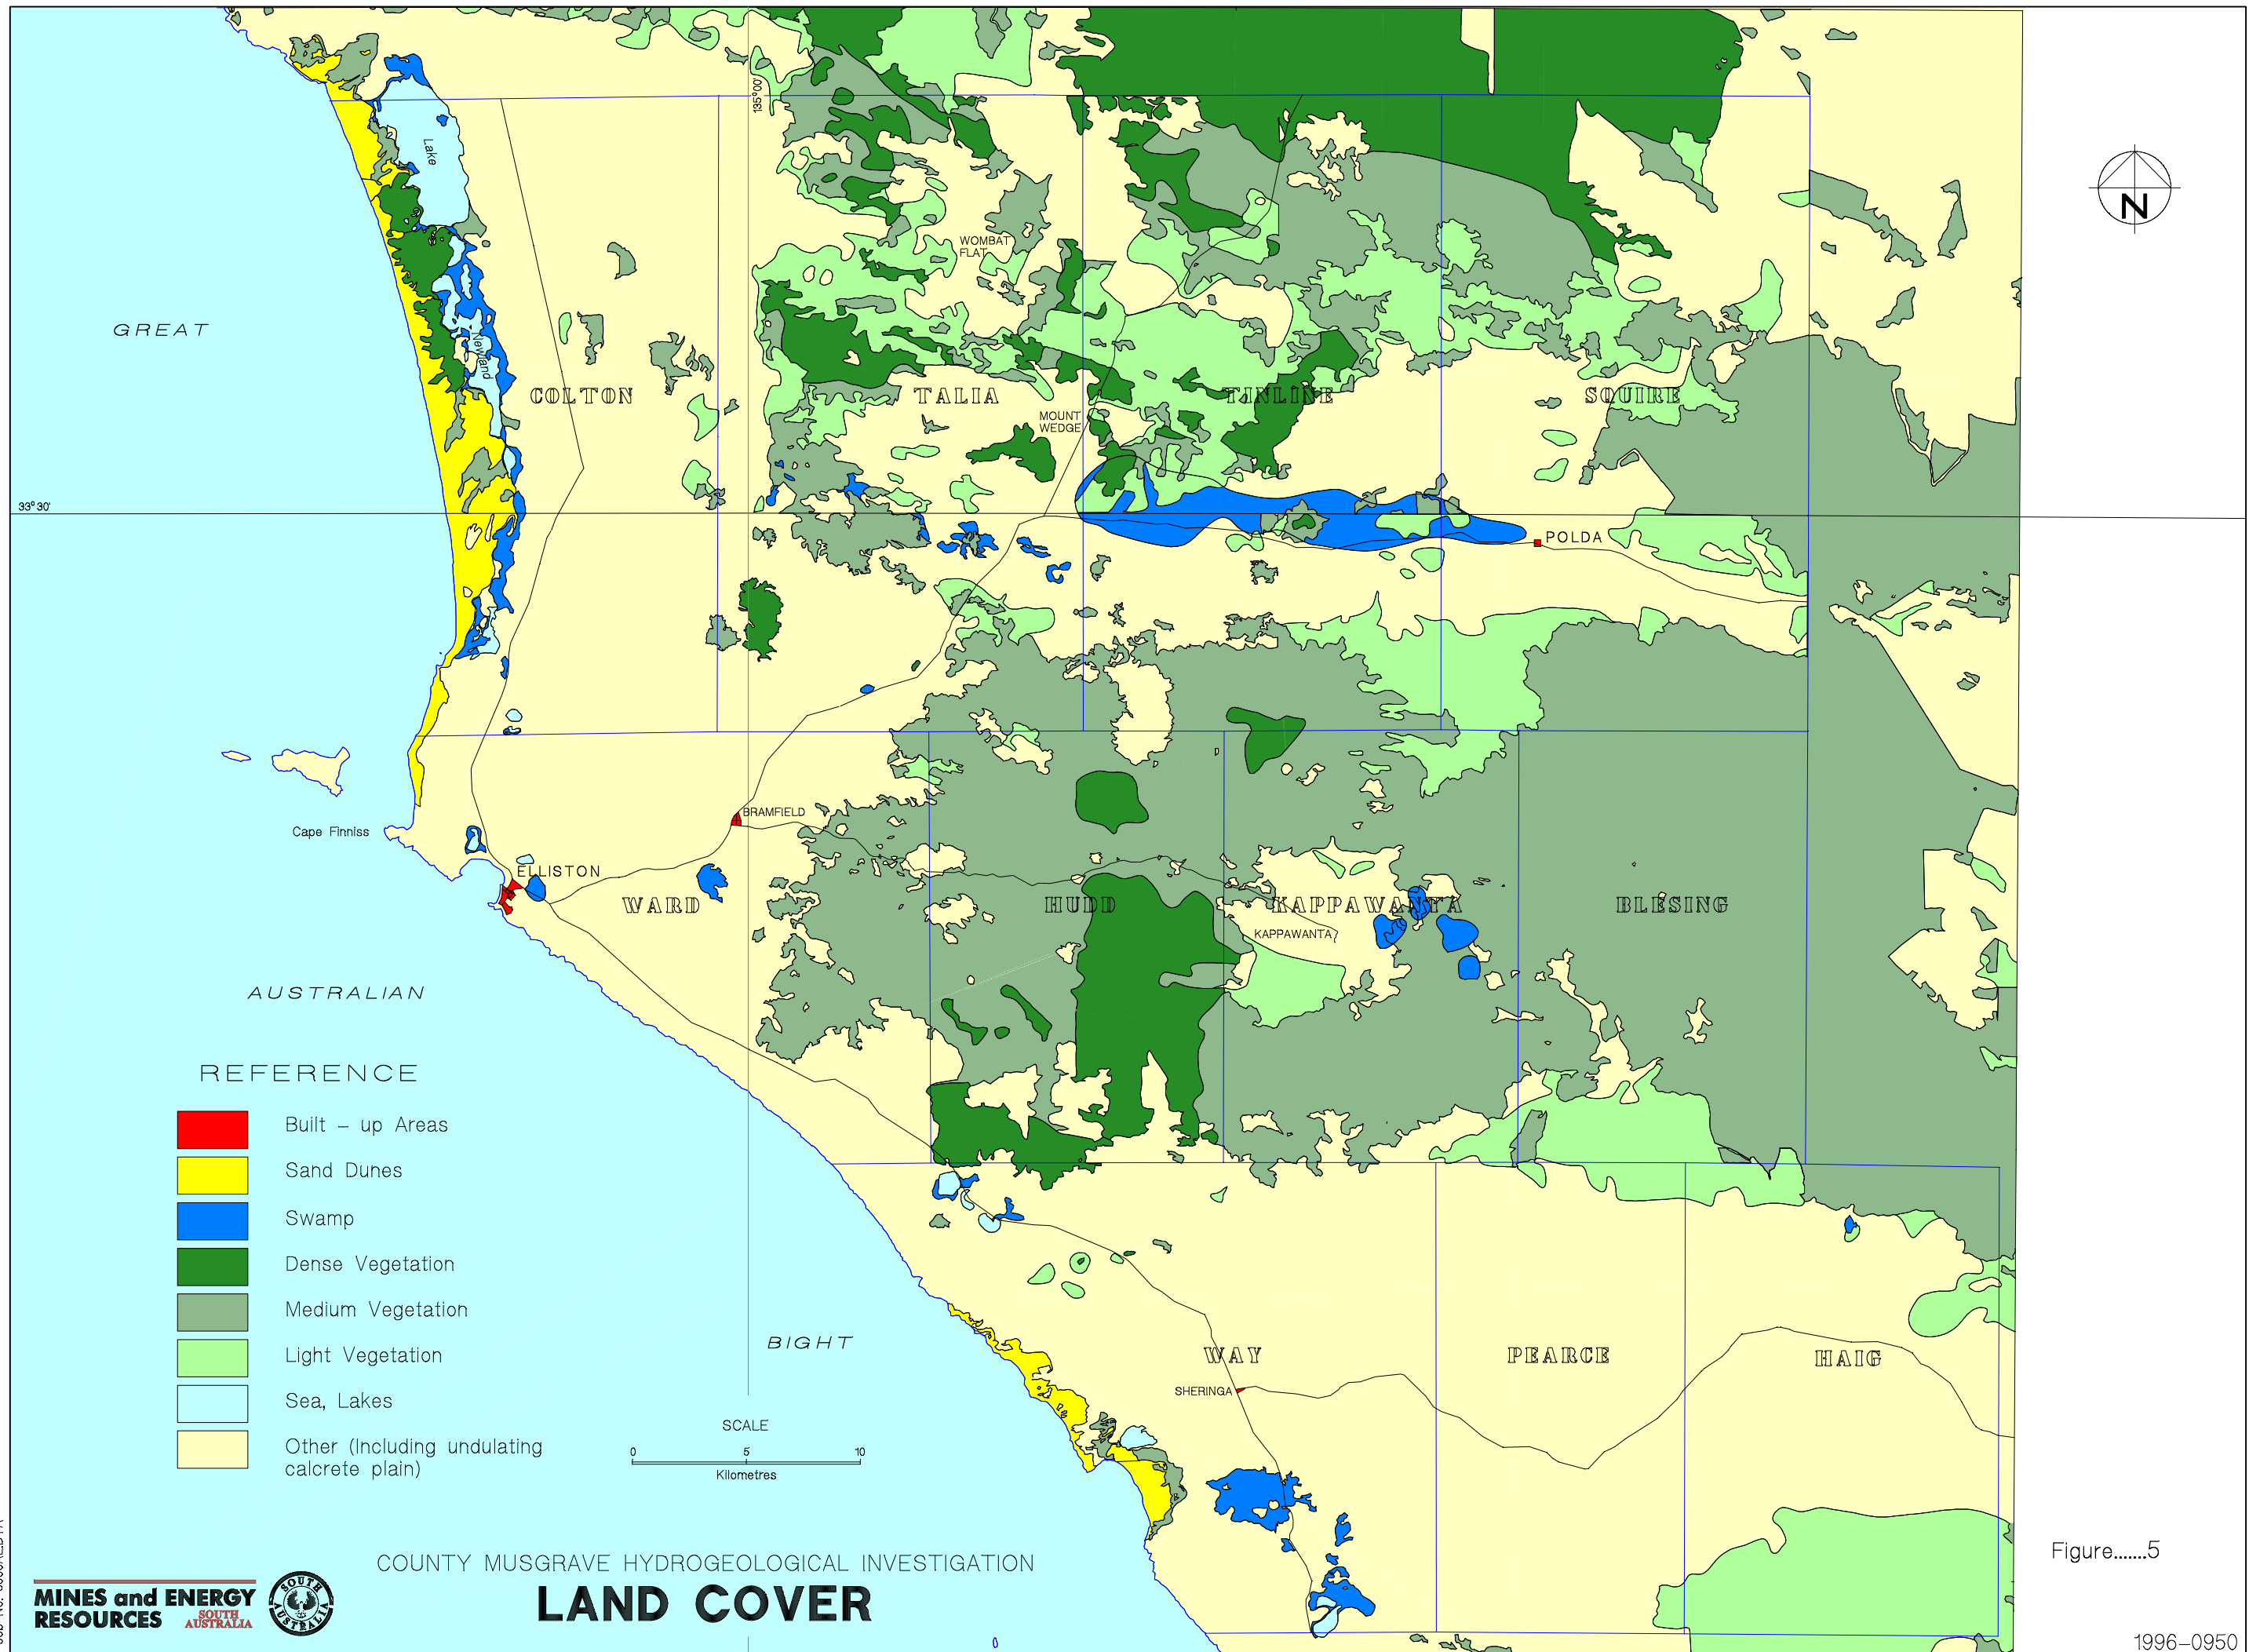 135°00'
Lake
N
WOMBAT
FLAT
GREAT
Newland
COLTON
TALIA
TINLINE
SQUIRE
MOUNT
WEDGE
33°30'
POLDA
BRAMFIELD
Cape Finniss
ELLISTON
WARD
HUDD
KAPPAWANTA
BLESING
KAPPAWANTA
AUSTRALIAN
REFERENCE
Built – up Areas
Sand Dunes
Swamp
Dense Vegetation
Medium Vegetation
Light Vegetation
Sea, Lakes
Other (Including undulating
calcrete plain)
BIGHT
WAY
PEARCE
HAIG
SHERINGA
SCALE
0 5 10
Kilometres
Figure.......5
COUNTY MUSGRAVE HYDROGEOLOGICAL INVESTIGATION
LAND COVER
MINES and ENERGY
RESOURCES SOUTH
AUSTRALIA
SOUTH
AUSTRALIA
1996–0950